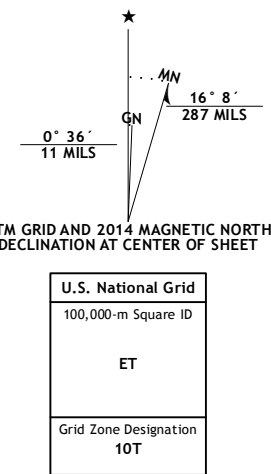 ★
MN
GN
16° 8´
287 MILS
0° 36´
11 MILS
TM GRID AND 2014 MAGNETIC NORTH
DECLINATION AT CENTER OF SHEET
U.S. National Grid
100,000-m Square ID
ET
Grid Zone Designation
10T